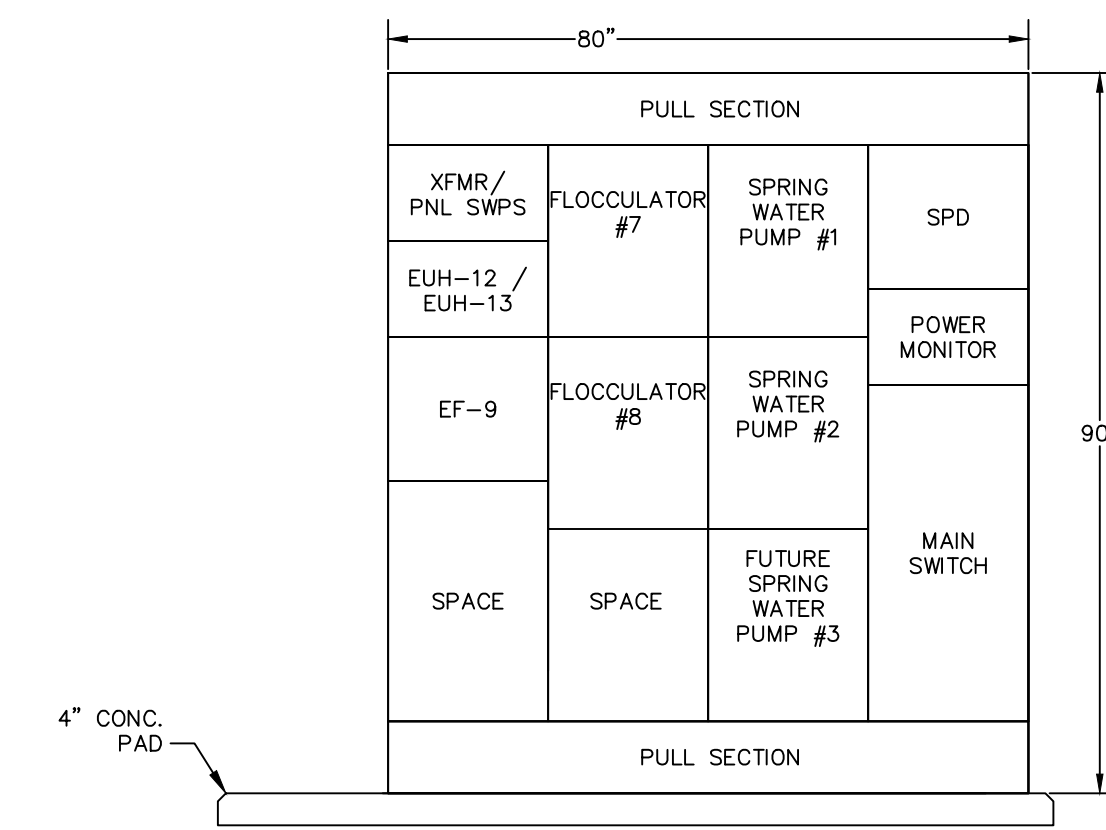 80”
PULL SECTION
XFMR/
PNL SWPS
EUH-12 /
EUH-13
EF-9
SPACE
FLOCCULATOR
#7
FLOCCULATOR
#8
SPACE
SPRING
WATER
PUMP #1
SPRING
WATER
PUMP #2
FUTURE
SPRING
WATER
PUMP #3
SPD
POWER
MONITOR
MAIN
SWITCH
90
4” CONC.
PAD
PULL SECTION